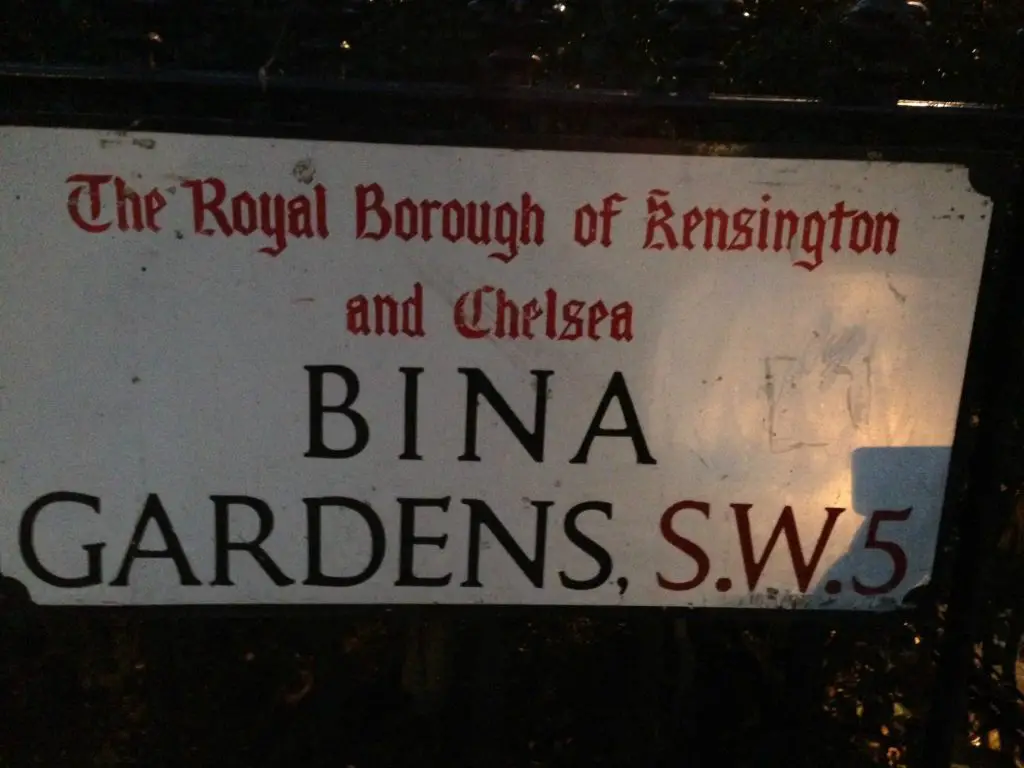 The Royal Borough of Kensington
and Chelsea
BINA
GARDENS, S.W.5